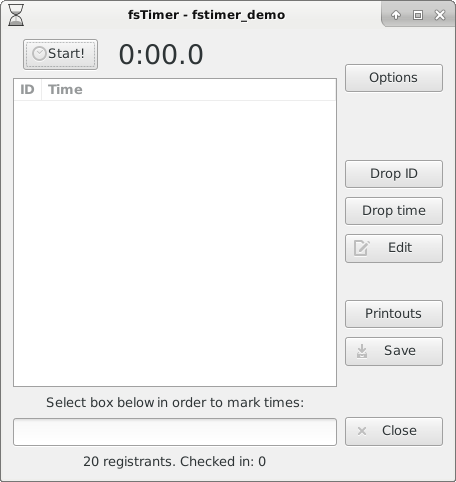 fsTimer - fstimer_demo
Start! 0:00.0
Options
ID Time
Drop ID
Drop time
Edit
Printouts
Save
Select box below in order to mark times:
Close
20 registrants. Checked in: 0